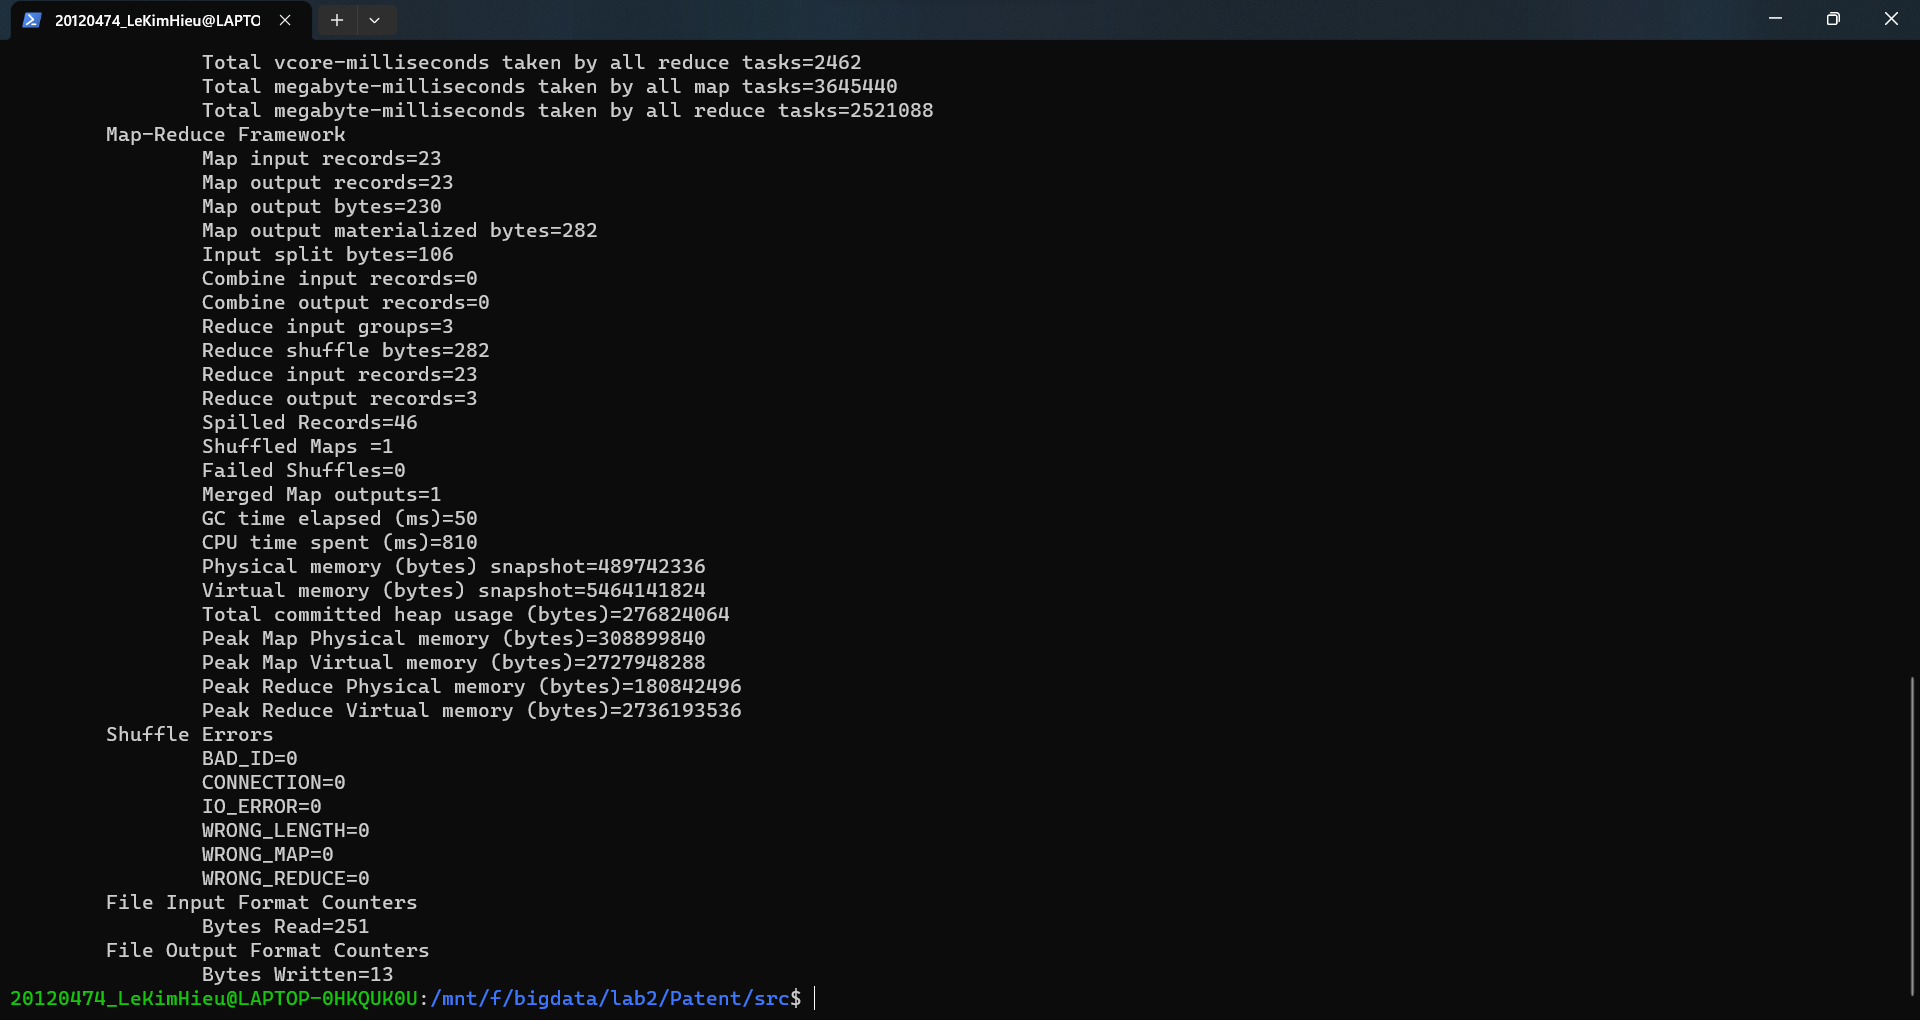 20120474_LeKimHieu@LAPTO
Total vcore-milliseconds taken by all reduce tasks=2462
Total megabyte-milliseconds taken by all map tasks=3645440
Total megabyte-milliseconds taken by all reduce tasks=2521088
Map-Reduce Framework
Map input records=23
Map output records=23
Map output bytes=230
Map output materialized bytes=282
Input split bytes=106
Combine input records=0
Combine output records=0
Reduce input groups=3
Reduce shuffle bytes=282
Reduce input records=23
Reduce output records=3
Spilled Records=46
Shuffled Maps =1
Failed Shuffles=0
Merged Map outputs=1
GC time elapsed (ms)=50
CPU time spent (ms)=810
Physical memory (bytes) snapshot=489742336
Virtual memory (bytes) snapshot=5464141824
Total committed heap usage (bytes)=276824064
Peak Map Physical memory (bytes)=308899840
Peak Map Virtual memory (bytes)=2727948288
Peak Reduce Physical memory (bytes)=180842496
Peak Reduce Virtual memory (bytes)=2736193536
Shuffle Errors
BAD_ID=0
CONNECTION=0
IO_ERROR=0
WRONG_LENGTH=0
WRONG_MAP=0
WRONG_REDUCE=0
File Input Format Counters
Bytes Read=251
File Output Format Counters
Bytes Written=13
20120474_LeKimHieu@LAPTOP-0HKQUK0U:/mnt/f/bigdata/lab2/Patent/src$